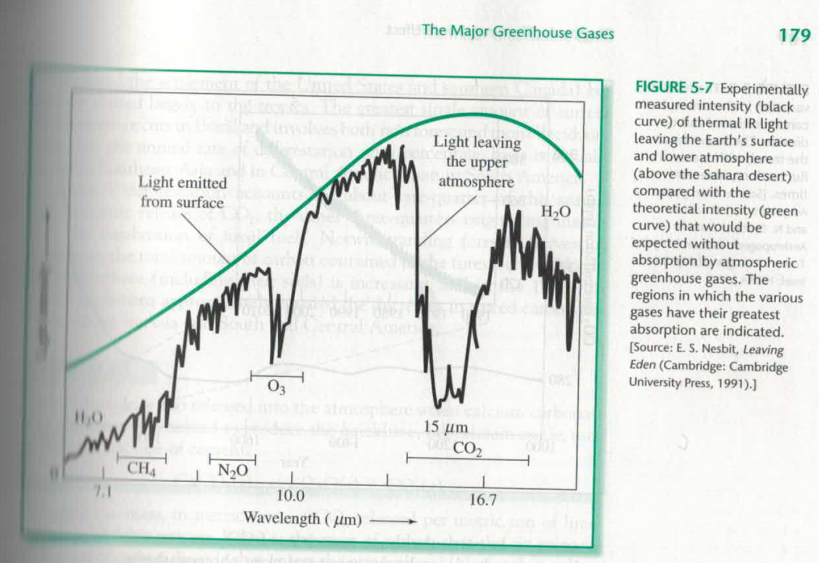 The Major Greenhouse Gases
179
Light leaving
the upper
atmosphere
Light emitted
from surface
H₂O
O₃
H₂O
15 μm
CO₂
CH₄
N₂O
0
7.1
10.0
16.7
Wavelength (μm)
FIGURE 5-7 Experimentally
measured intensity (black
curve) of thermal IR light
leaving the Earth's surface
and lower atmosphere
(above the Sahara desert)
compared with the
theoretical intensity (green
curve) that would be
expected without
absorption by atmospheric
greenhouse gases. The
regions in which the various
gases have their greatest
absorption are indicated.
[Source: E. S. Nesbit, Leaving
Eden (Cambridge: Cambridge
University Press, 1991).]